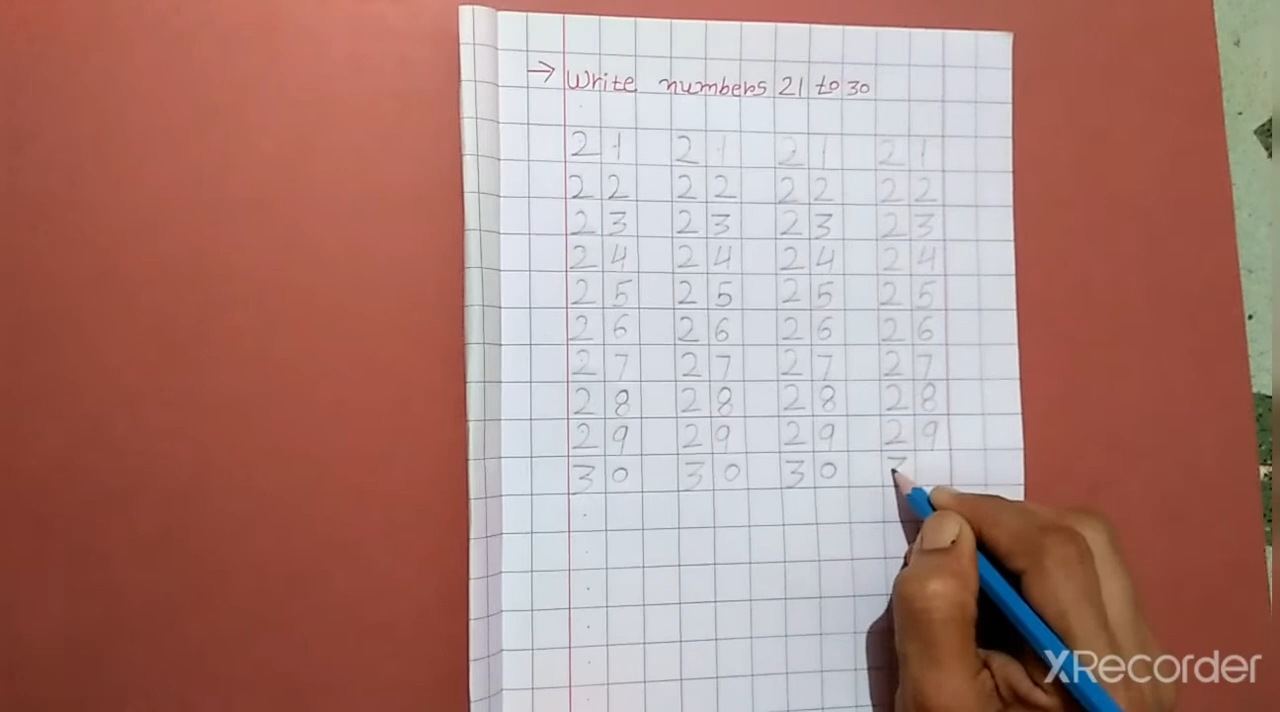 → Write numbers 21 to 30
21 21 21 21
22 22 22 22
23 23 23 23
24 24 24 24
25 25 25 25
26 26 26 26
27 27 27 27
28 28 28 28
29 29 29 29
30 30 30 3
XRecorder